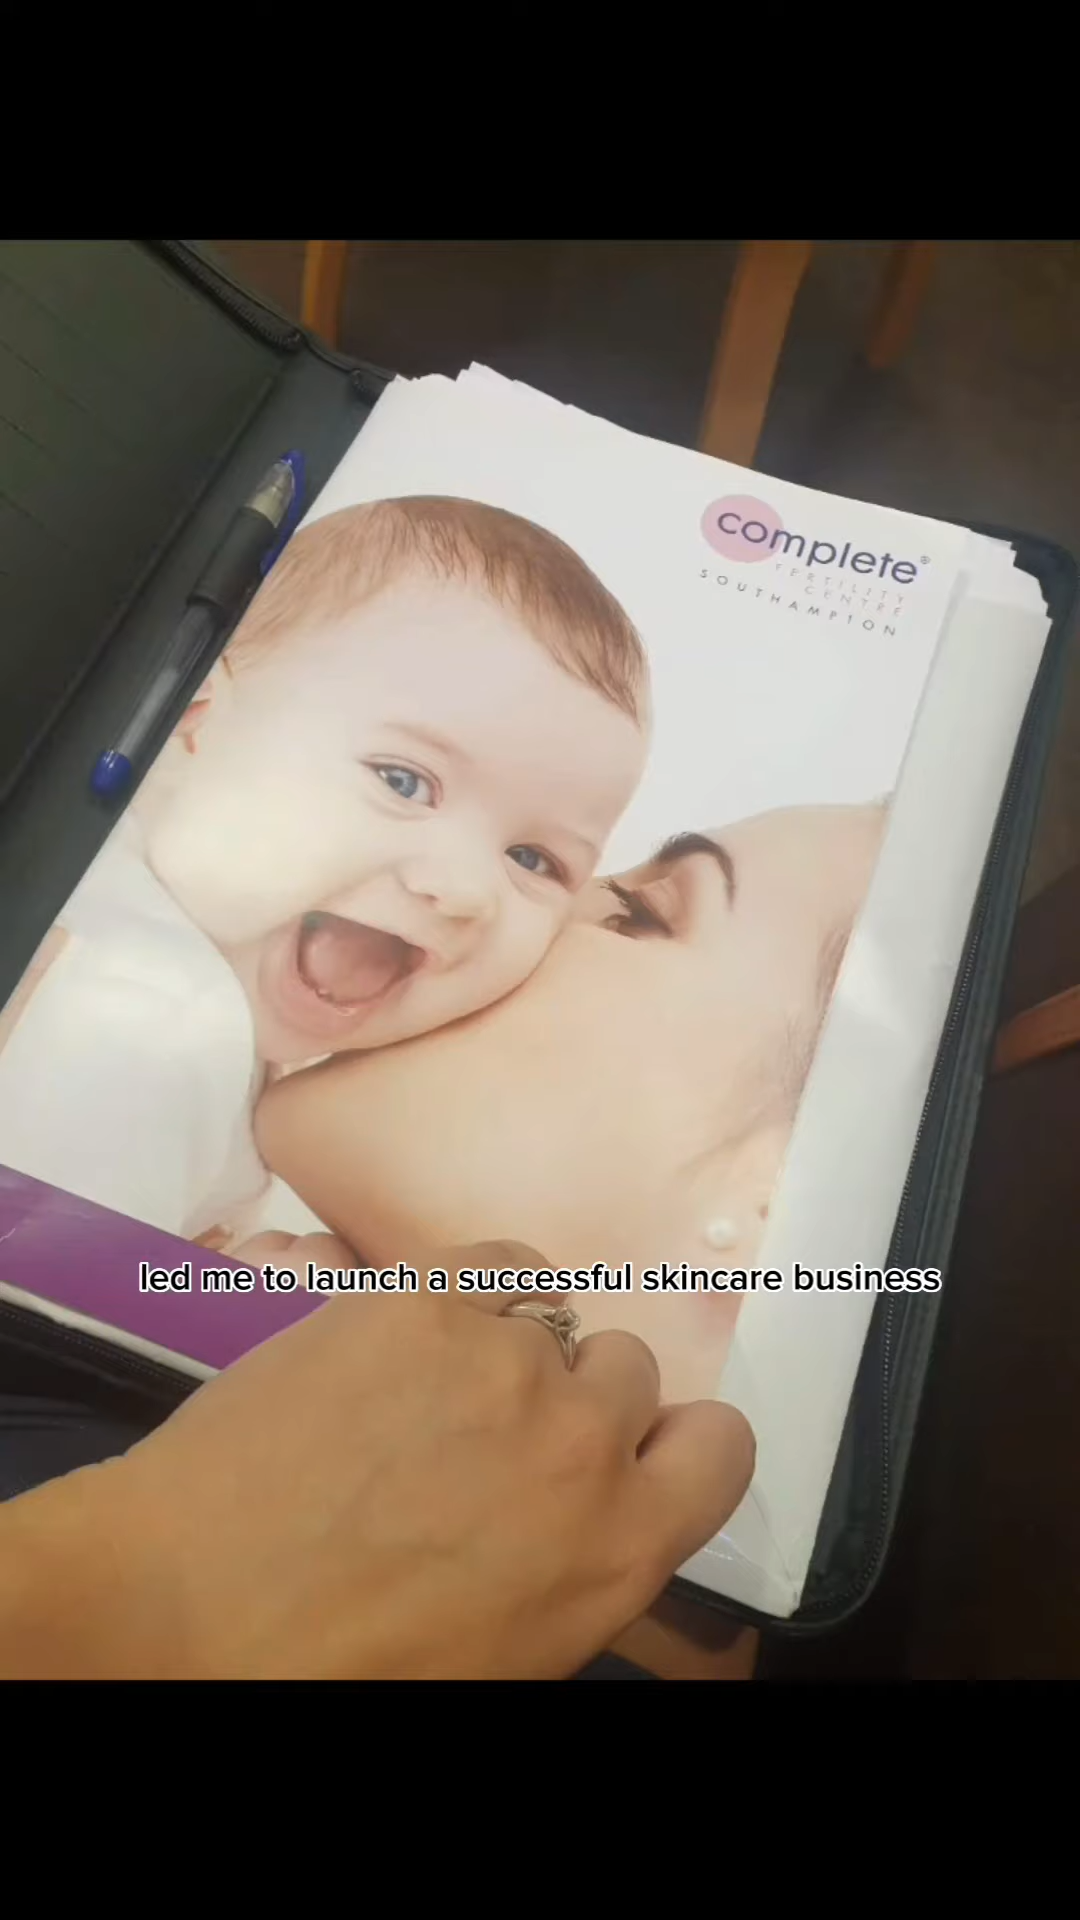 complete®
FERTILITY
CENTRE
SOUTHAMPTON
led me to launch a successful skincare business